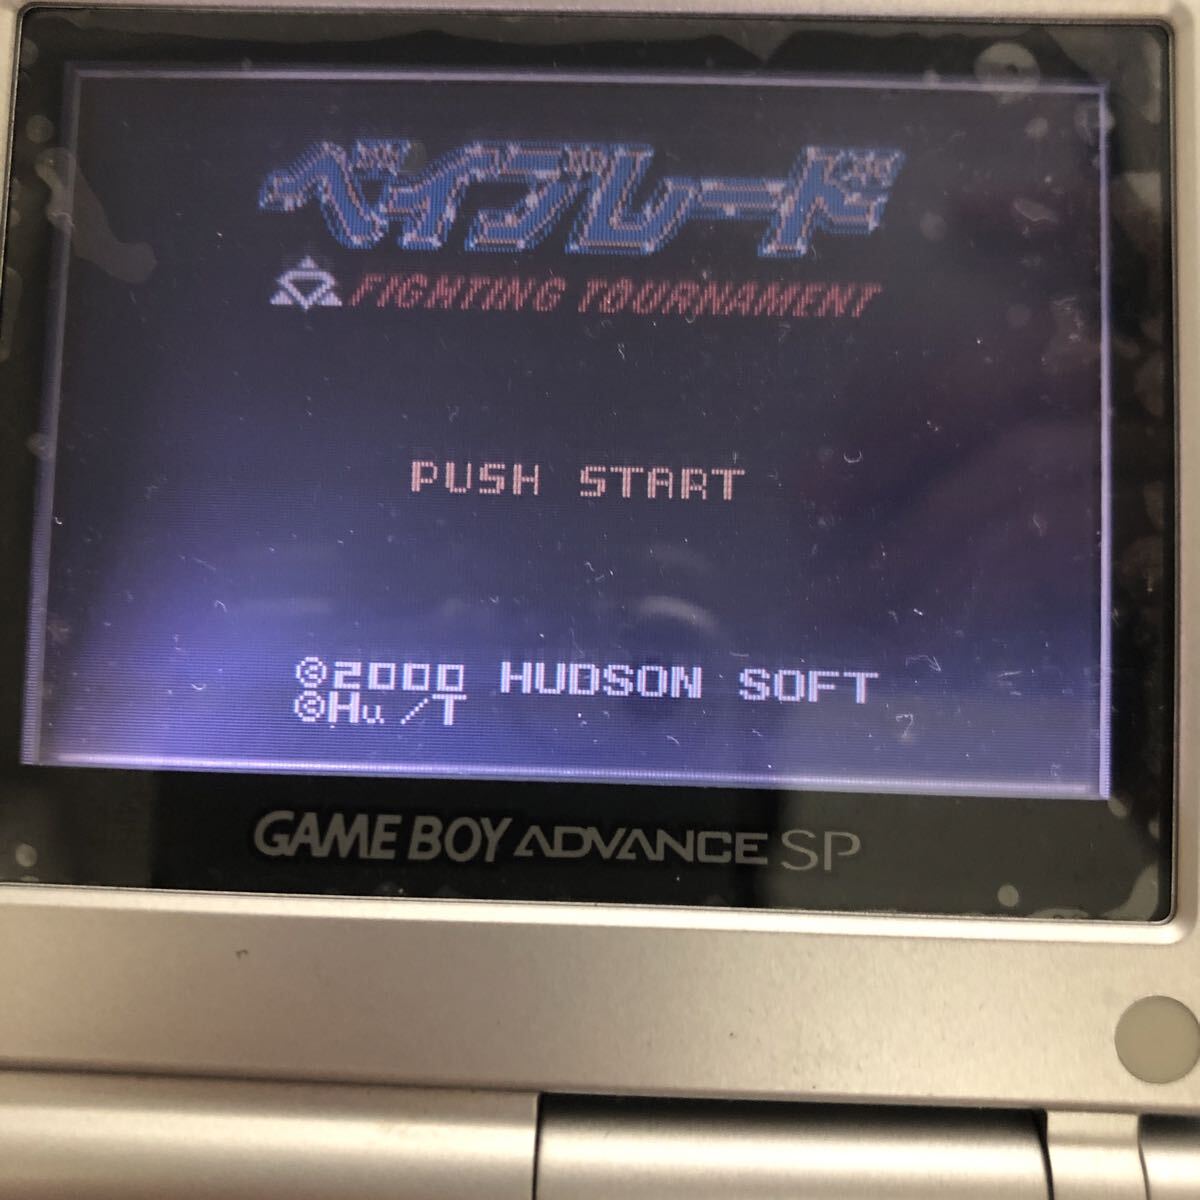 ベイブレード
FIGHTING TOURNAMENT
PUSH START
©2000 HUDSON SOFT
©Hu/T
GAME BOY ADVANCE SP